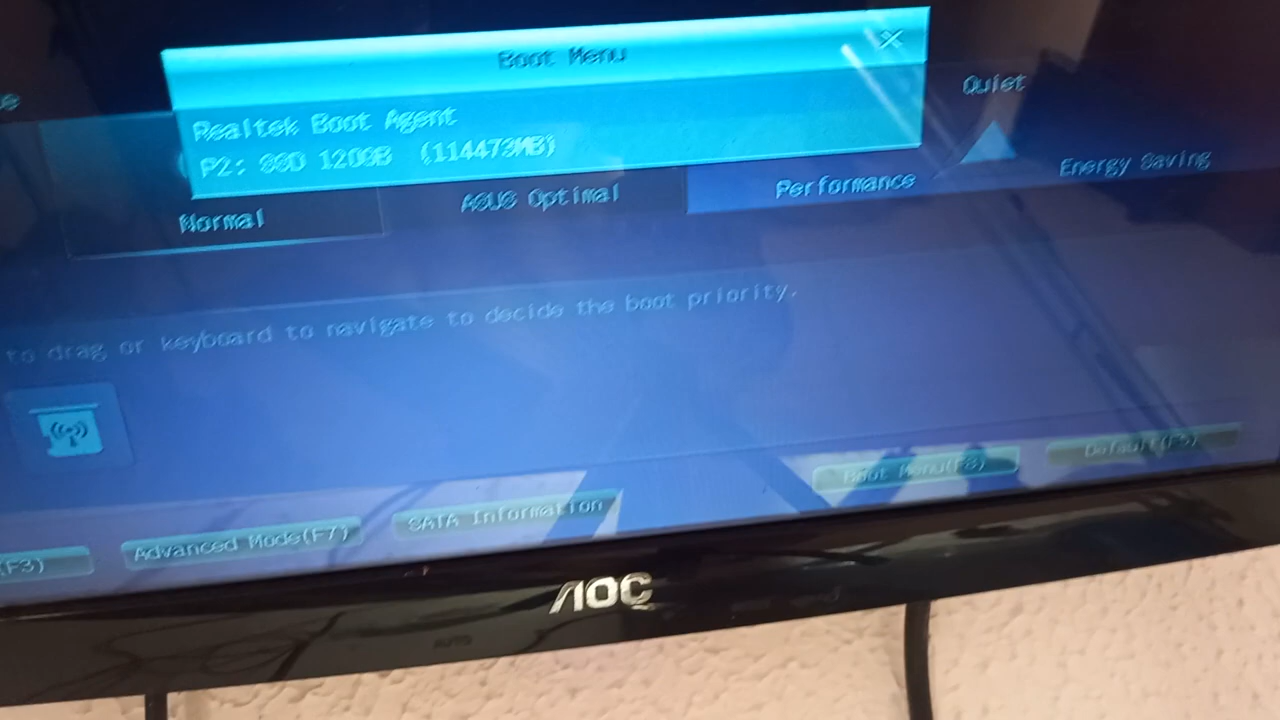 Boot Menu
Quiet
Realtek Boot Agent
P2: SSD 120GB (114473MB)
Energy Saving
Performance
ASUS Optimal
Normal
to drag or keyboard to navigate to decide the boot priority.
Default(F5)
Boot Menu(F8)
SATA Information
Advanced Mode(F7)
(F3)
AOC